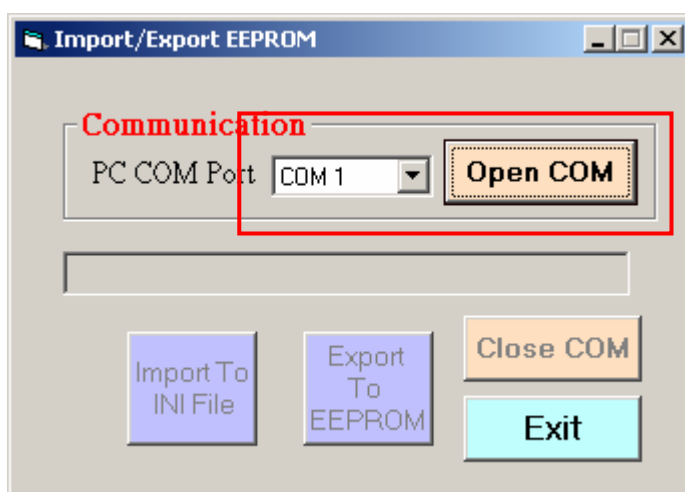 Import/Export EEPROM
Communication
PC COM Port COM 1 Open COM
Import To
INI File
Export
To
EEPROM
Close COM
Exit